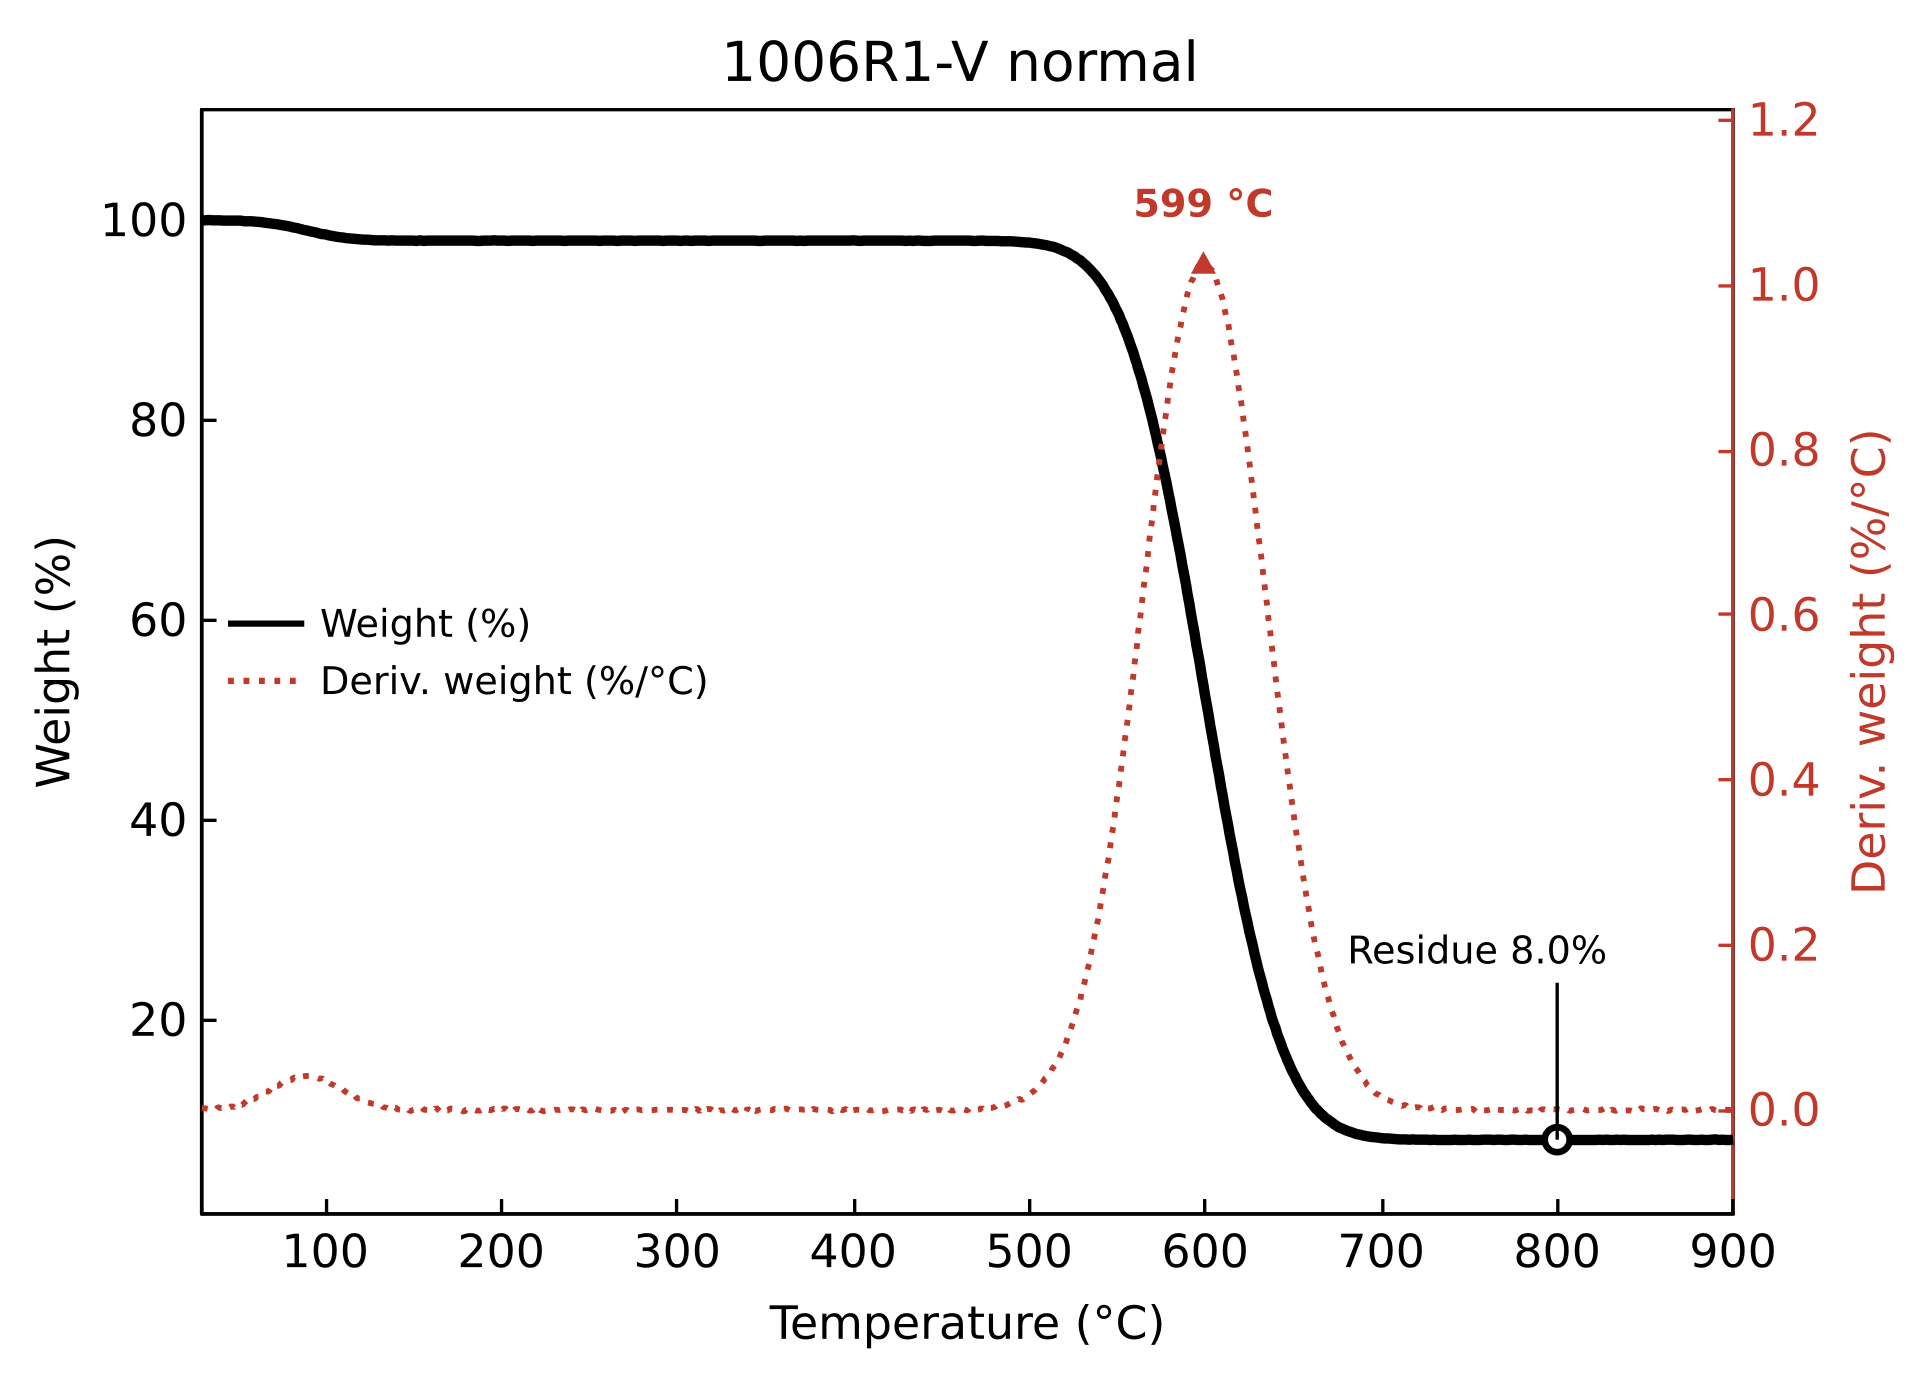 1006R1-V normal
599 °C
Weight (%)
Deriv. weight (%/°C)
Residue 8.0%
100
80
60
40
20
Weight (%)
1.2
1.0
0.8
0.6
0.4
0.2
0.0
Deriv. weight (%/°C)
100 200 300 400 500 600 700 800 900
Temperature (°C)